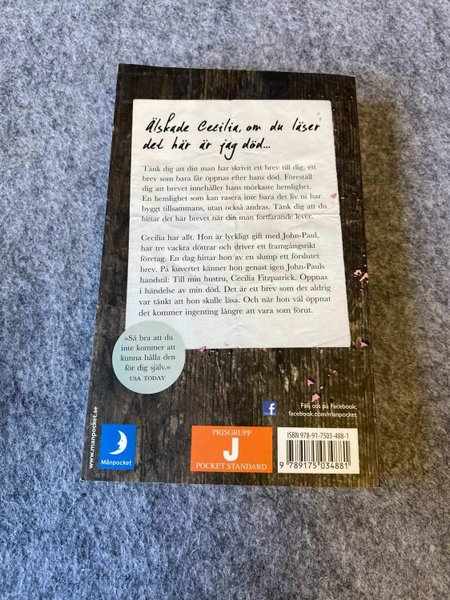 Älskade Cecilia, om du läser
det här är jag död...
Tänk dig att din man har skrivit ett brev till dig, en
brev som bara får öppnas efter hans död. Föreställ
dig att brevet innehåller hans mörkaste hemlighet.
En hemlighet som kan rasera inte bara det liv ni har
byggt tillsammans, utan också andras. Tänk dig att du
hittar det här brevet när din man fortfarande lever.
Cecilia har allt. Hon är lyckligt gift med John-Paul,
har tre vackra döttrar och driver ett framgångsrikt
företag. En dag hittar hon av en slump ett förslutet
brev. På kuvertet känner hon genast igen John-Pauls
handstil: Till min hustru, Cecilia Fitzpatrick. Öppnas
i händelse av min död. Det är ett brev som det aldrig
var tänkt att hon skulle läsa. Och när hon väl öppnat
det kommer ingenting längre att vara som förut.
»Så bra att du
inte kommer att
kunna hålla den
för dig själv.«
USA TODAY
www.manpocket.se
Månpocket
PRISGRUPP
J
POCKET STANDARD
f
Följ oss på Facebook:
facebook.com/manpocket
ISBN 978-91-7503-488-1
9 789175 034881